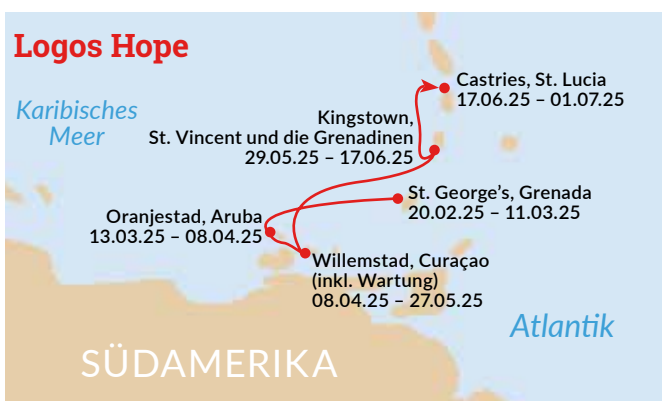 Logos Hope
Karibisches
Meer
Castries, St. Lucia
17.06.25 – 01.07.25
Kingstown,
St. Vincent und die Grenadinen
29.05.25 – 17.06.25
St. George’s, Grenada
20.02.25 – 11.03.25
Oranjestad, Aruba
13.03.25 – 08.04.25
Willemstad, Curaçao
(inkl. Wartung)
08.04.25 – 27.05.25
Atlantik
SÜDAMERIKA